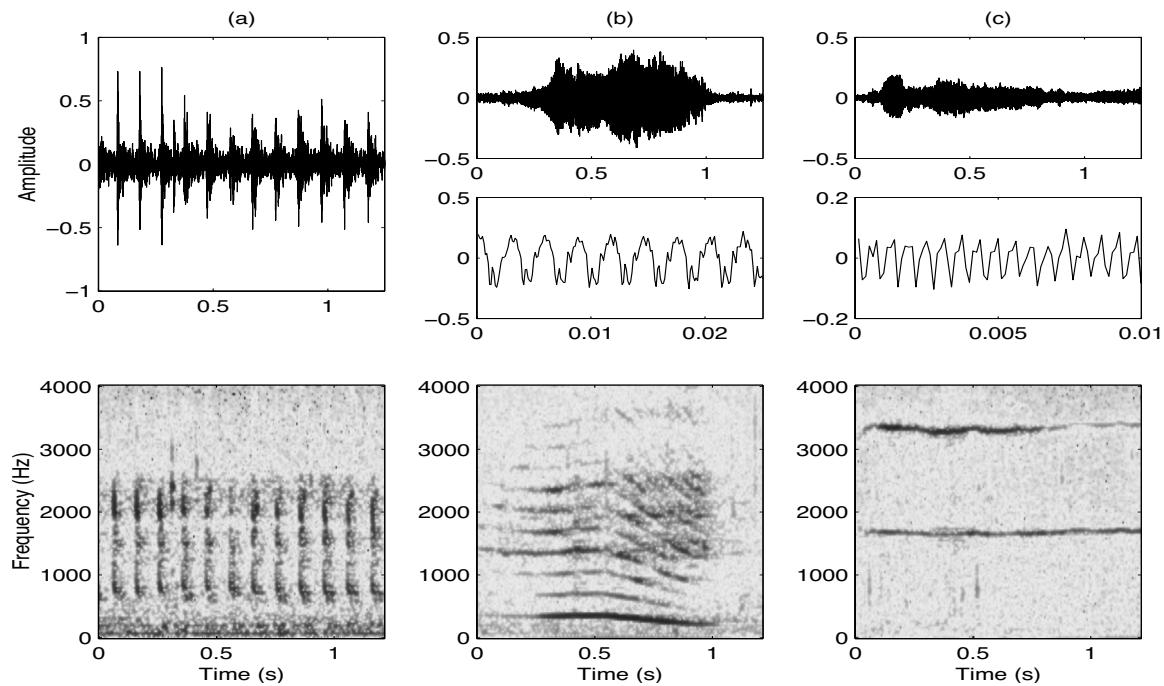 (a) (b) (c)
1 0.5 0.5
0.5 0 0
−0.5 −0.5
0.5 1 0.5 1
Amplitude 0
0.5 0.2
−0.5 0 0
−1 −0.5 −0.2
0 0.5 1 0 0.01 0.02 0 0.005 0.01
4000 4000 4000
3000 3000 3000
Frequency (Hz) 2000 2000 2000
1000 1000 1000
0 0 0
0 0.5 1 0 0.5 1 0 0.5 1
Time (s) Time (s) Time (s)